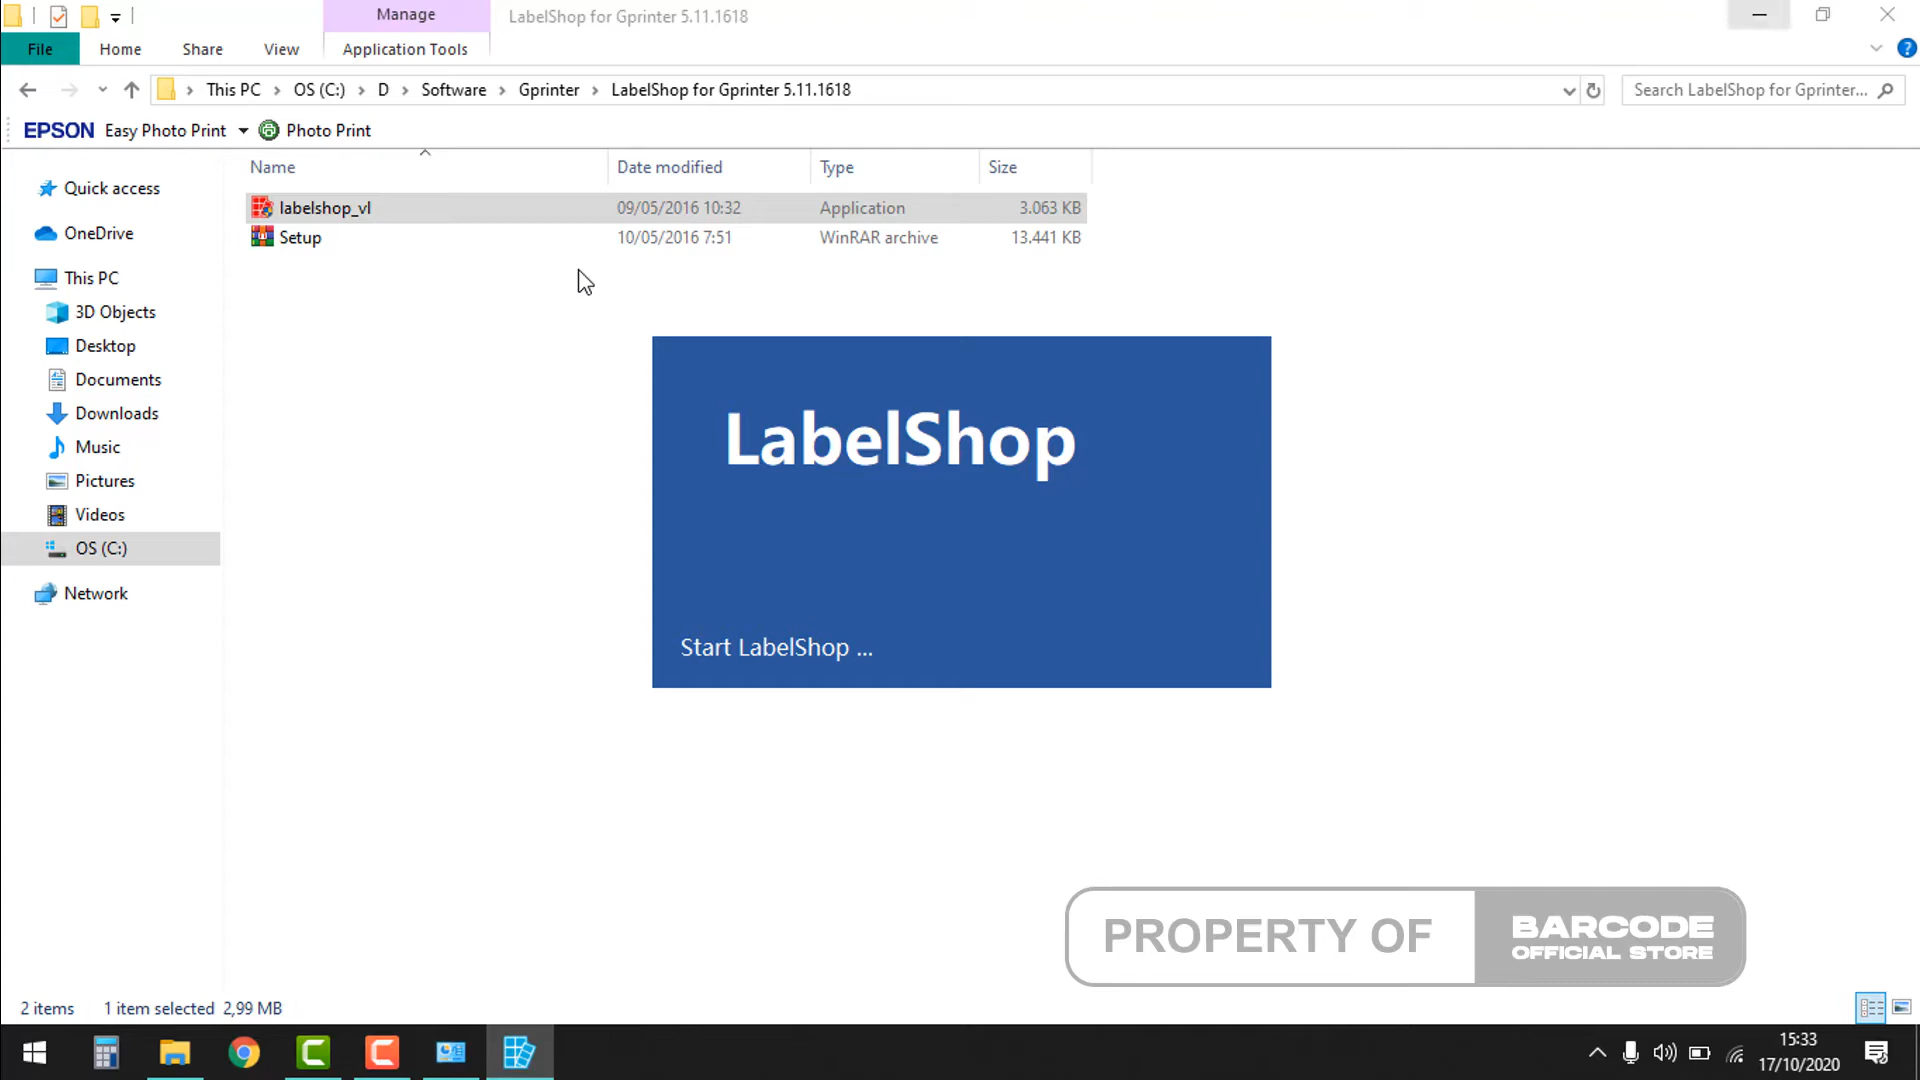 Manage
LabelShop for Gprinter 5.11.1618
File Home Share View Application Tools
This PC OS (C:) D Software Gprinter LabelShop for Gprinter 5.11.1618
Search LabelShop for Gprinter...
EPSON Easy Photo Print Photo Print
Name Date modified Type Size
labelshop_vl 09/05/2016 10:32 Application 3.063 KB
Setup 10/05/2016 7:51 WinRAR archive 13.441 KB
Quick access
OneDrive
This PC
3D Objects
Desktop
Documents
Downloads
Music
Pictures
Videos
OS (C:)
Network
LabelShop
Start LabelShop ...
PROPERTY OF
BARCODE
OFFICIAL STORE
2 items 1 item selected 2,99 MB
15:33
17/10/2020